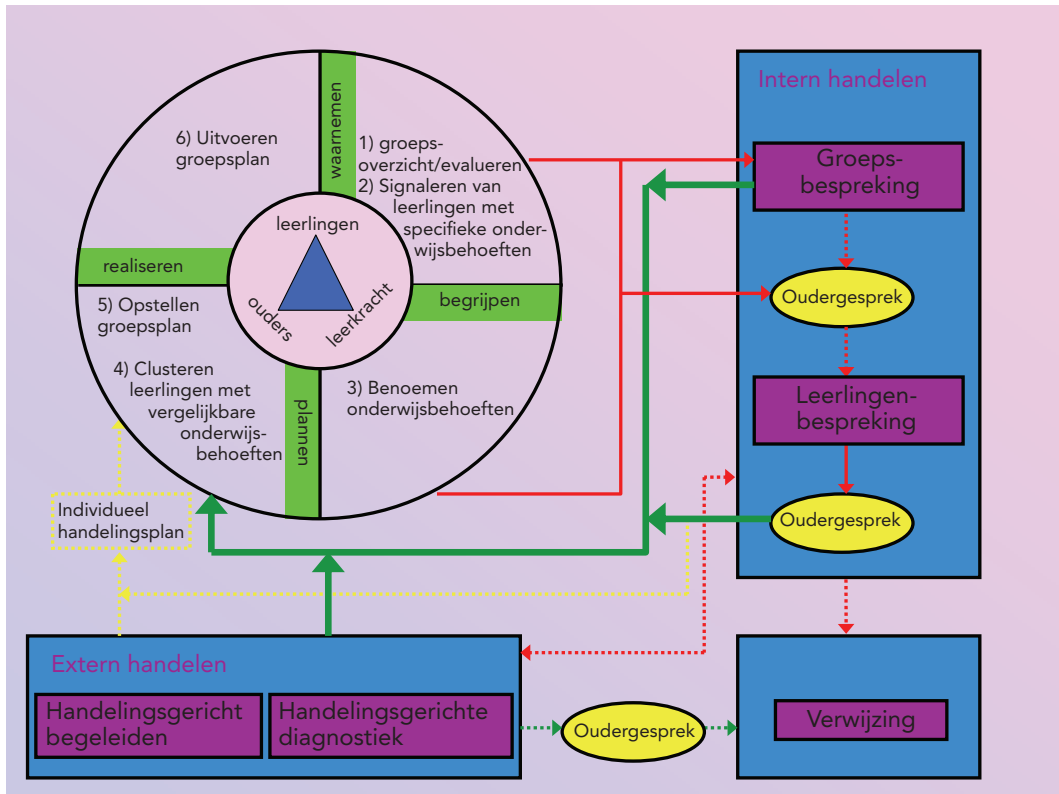 waarnemen
1) groeps-
overzicht/evalueren
2) Signaleren van
leerlingen met
specifieke onder-
wijsbehoeften
begrijpen
3) Benoemen
onderwijsbehoeften
plannen
4) Clusteren
leerlingen met
vergelijkbare
onderwijs-
behoeften
5) Opstellen
groepsplan
realiseren
6) Uitvoeren
groepsplan
leerlingen
ouders
leerkracht
Individueel
handelingsplan
Intern handelen
Groeps-
bespreking
Oudergesprek
Leerlingen-
bespreking
Oudergesprek
Extern handelen
Handelingsgericht
begeleiden
Handelingsgerichte
diagnostiek
Oudergesprek
Verwijzing